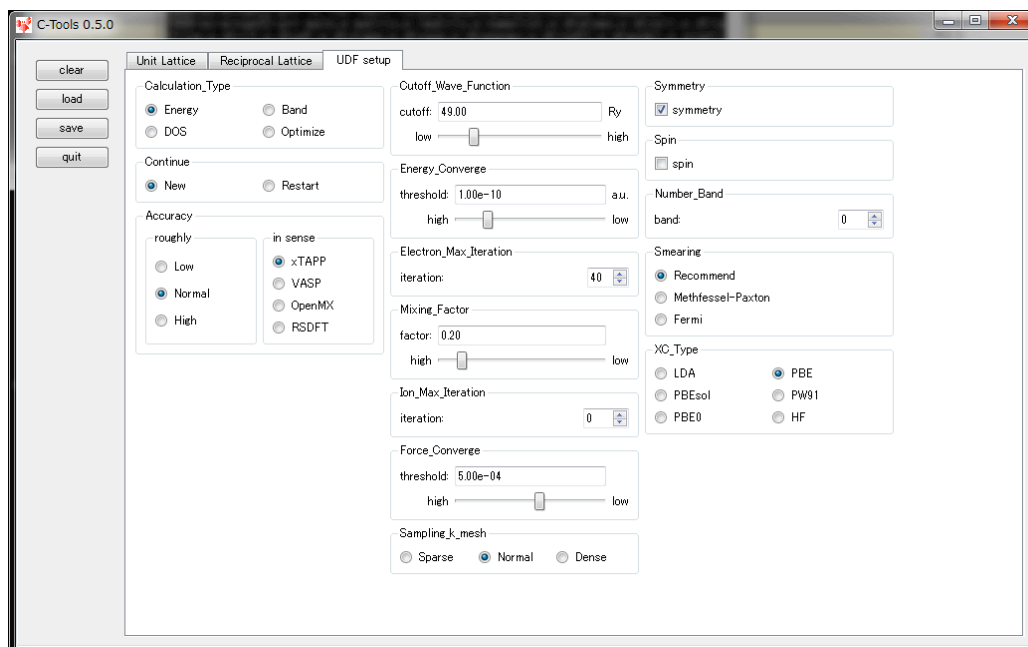 C-Tools 0.5.0
clear
load
save
quit
Unit Lattice
Reciprocal Lattice
UDF setup
Calculation_Type
Energy
Band
DOS
Optimize
Continue
New
Restart
Accuracy
roughly
Low
Normal
High
in sense
xTAPP
VASP
OpenMX
RSDFT
Cutoff_Wave_Function
cutoff: 49.00 Ry
low high
Energy_Converge
threshold: 1.00e-10 a.u.
high low
Electron_Max_Iteration
iteration: 40
Mixing_Factor
factor: 0.20
high low
Ion_Max_Iteration
iteration: 0
Force_Converge
threshold: 5.00e-04
high low
Sampling_k_mesh
Sparse Normal Dense
Symmetry
symmetry
Spin
spin
Number_Band
band: 0
Smearing
Recommend
Methfessel-Paxton
Fermi
XC_Type
LDA PBE
PBEsol PW91
PBE0 HF